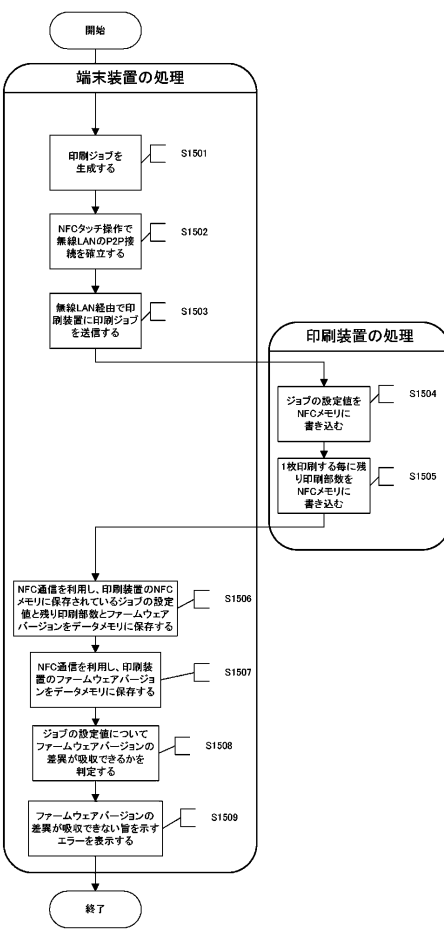 開始
端末装置の処理
印刷ジョブを
生成する
S1501
NFCタッチ操作で
無線LANのP2P接
続を確立する
S1502
無線LAN経由で印
刷装置に印刷ジョブ
を送信する
S1503
印刷装置の処理
ジョブの設定値を
NFCメモリに
書き込む
S1504
1枚印刷する毎に残
り印刷部数を
NFCメモリに
書き込む
S1505
NFC通信を利用し、印刷装置のNFC
メモリに保存されているジョブの設定
値と残り印刷部数とファームウェア
バージョンをデータメモリに保存する
S1506
NFC通信を利用し、印刷装
置のファームウェアバージョ
ンをデータメモリに保存する
S1507
ジョブの設定値について
ファームウェアバージョンの
差異が吸収できるかを
判定する
S1508
ファームウェアバージョンの
差異が吸収できない旨を示す
エラーを表示する
S1509
終了